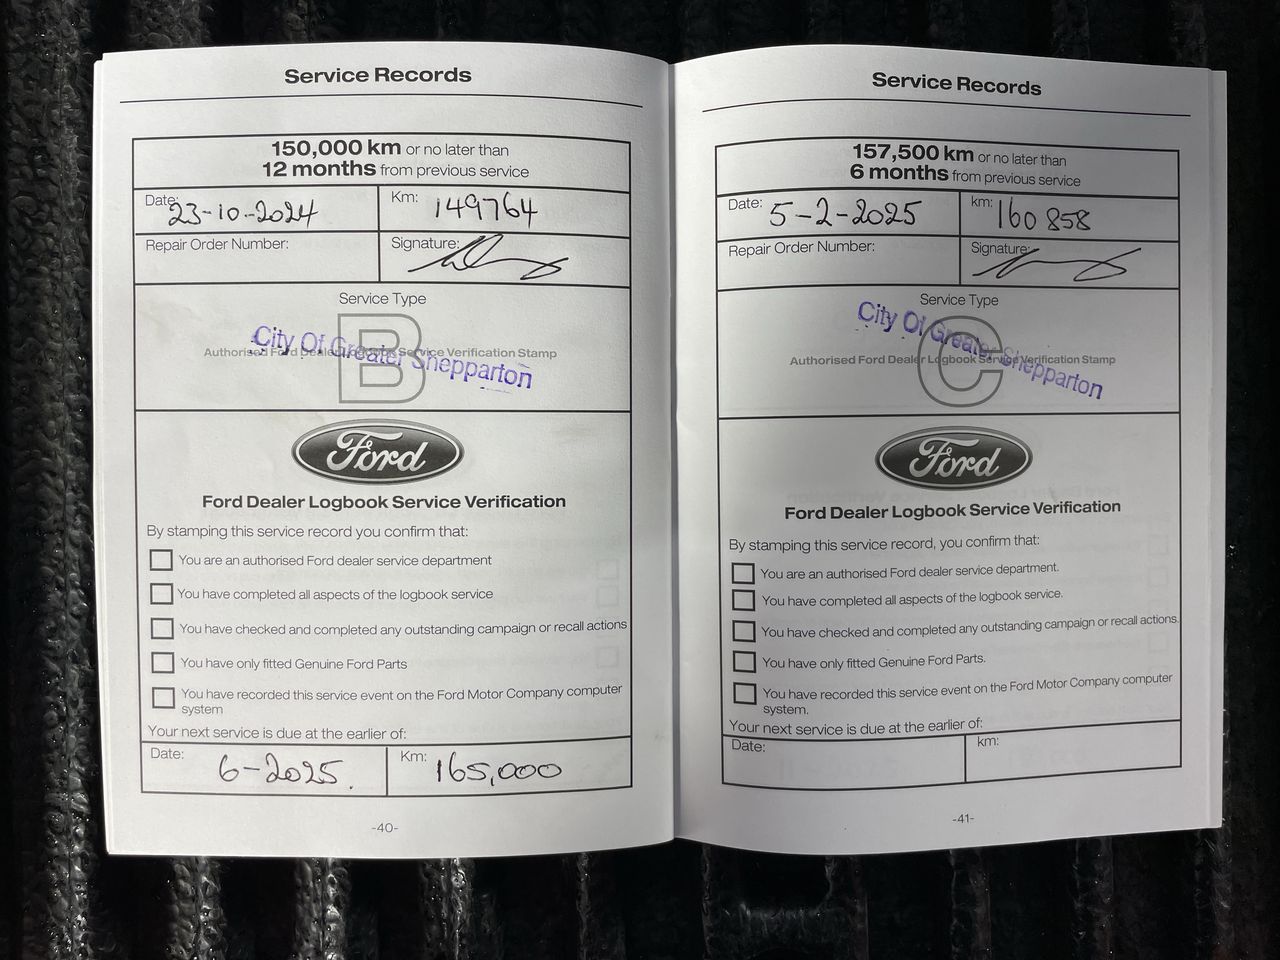 Service Records
150,000 km or no later than
12 months from previous service
Date: 23-10-2024
Km: 149764
Repair Order Number:
Signature:
Service Type
B
Authorised Ford Dealer Logbook Service Verification Stamp
City Of Greater Shepparton
Ford
Ford Dealer Logbook Service Verification
By stamping this service record you confirm that:
You are an authorised Ford dealer service department
You have completed all aspects of the logbook service
You have checked and completed any outstanding campaign or recall actions
You have only fitted Genuine Ford Parts
You have recorded this service event on the Ford Motor Company computer
system
Your next service is due at the earlier of:
Date: 6-2025.
Km: 165,000
-40-
Service Records
157,500 km or no later than
6 months from previous service
Date: 5-2-2025
km: 160858
Repair Order Number:
Signature:
Service Type
C
Authorised Ford Dealer Logbook Service Verification Stamp
City Of Greater Shepparton
Ford
Ford Dealer Logbook Service Verification
By stamping this service record, you confirm that:
You are an authorised Ford dealer service department.
You have completed all aspects of the logbook service.
You have checked and completed any outstanding campaign or recall actions.
You have only fitted Genuine Ford Parts.
You have recorded this service event on the Ford Motor Company computer
system.
Your next service is due at the earlier of:
Date:
km:
-41-